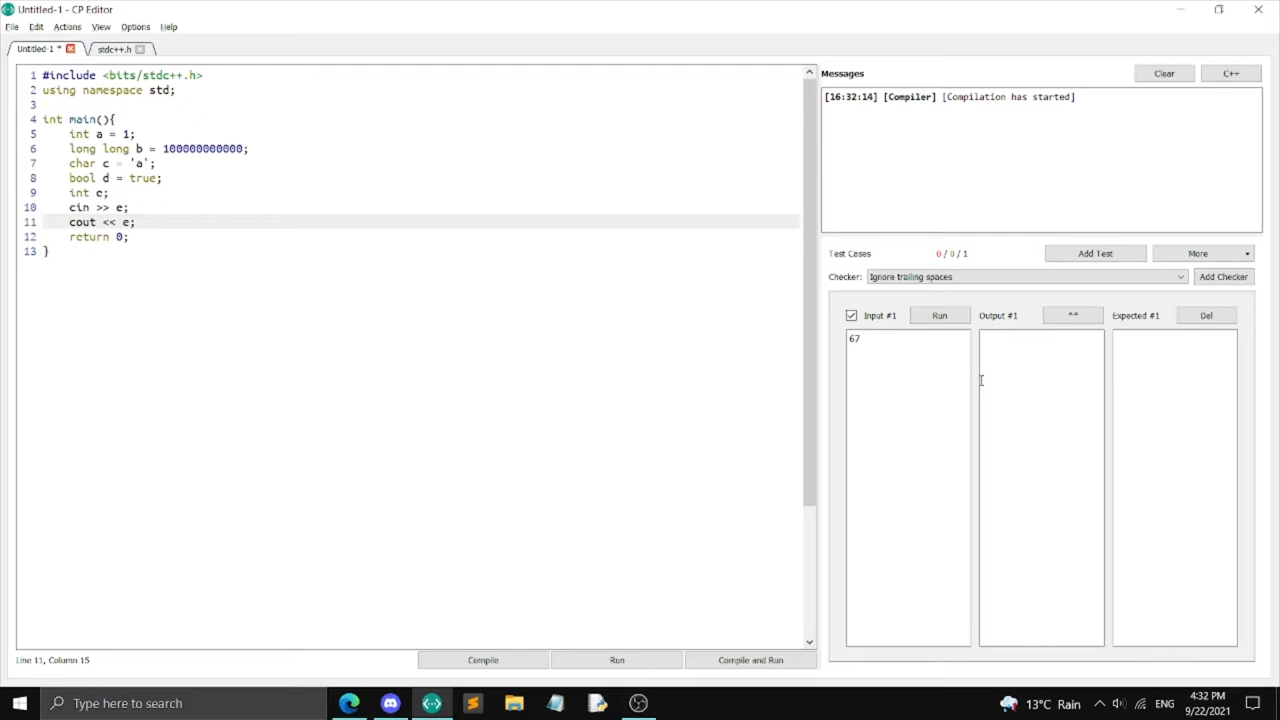 Untitled-1 - CP Editor
File Edit Actions View Options Help
Untitled-1 * stdc++.h
1 #include <bits/stdc++.h>
2 using namespace std;
3
4 int main(){
5 int a = 1;
6 long long b = 100000000000;
7 char c = 'a';
8 bool d = true;
9 int e;
10 cin >> e;
11 cout << e;
12 return 0;
13 }
Line 11, Column 15
Compile Run Compile and Run
Messages Clear C++
[16:32:14] [Compiler] [Compilation has started]
Test Cases 0 / 0 / 1 Add Test More
Checker: Ignore trailing spaces Add Checker
Input #1 Run Output #1 ^^ Expected #1 Del
67
Type here to search
13°C Rain ENG
4:32 PM
9/22/2021